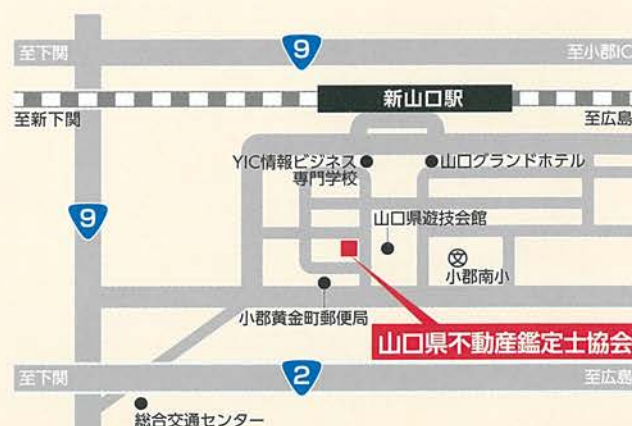 9
至下関
至小郡IC
新山口駅
至新下関
至広島
YIC情報ビジネス
専門学校
山口グランドホテル
9
山口県遊技会館
文
小郡南小
小郡黄金町郵便局
山口県不動産鑑定士協会
至下関
2
至広島
総合交通センター